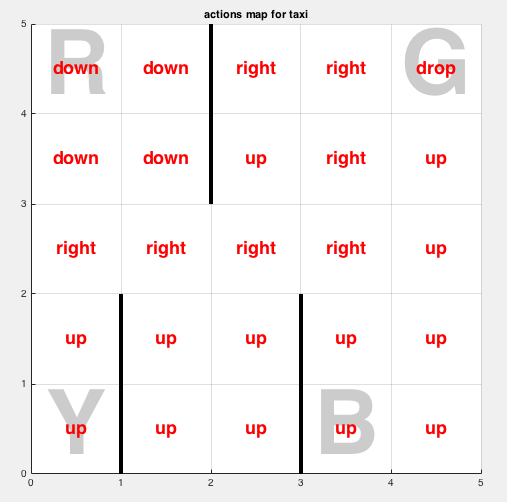 actions map for taxi
5
R G
down down right right drop
4
down down up right up
3
right right right right up
2
up up up up up
1
Y B
up up up up up
0
0 1 2 3 4 5